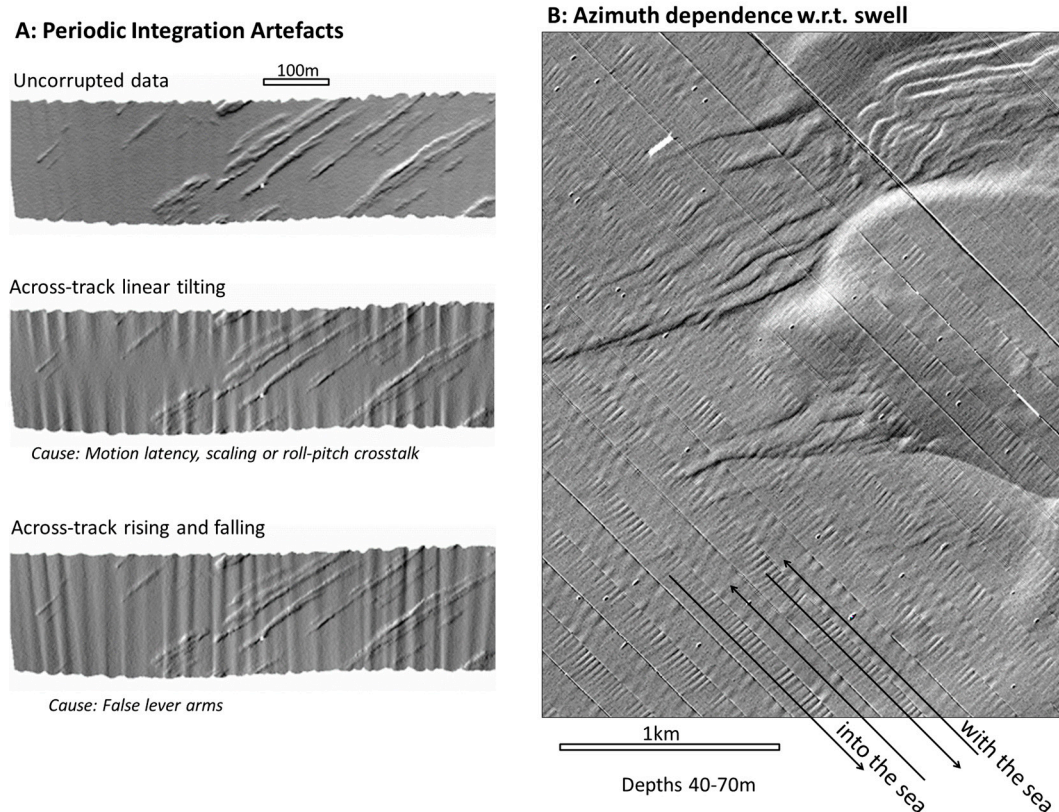 A: Periodic Integration Artefacts
Uncorrupted data
100m
Across-track linear tilting
Cause: Motion latency, scaling or roll-pitch crosstalk
Across-track rising and falling
Cause: False lever arms
B: Azimuth dependence w.r.t. swell
into the sea
with the sea
1km
Depths 40-70m